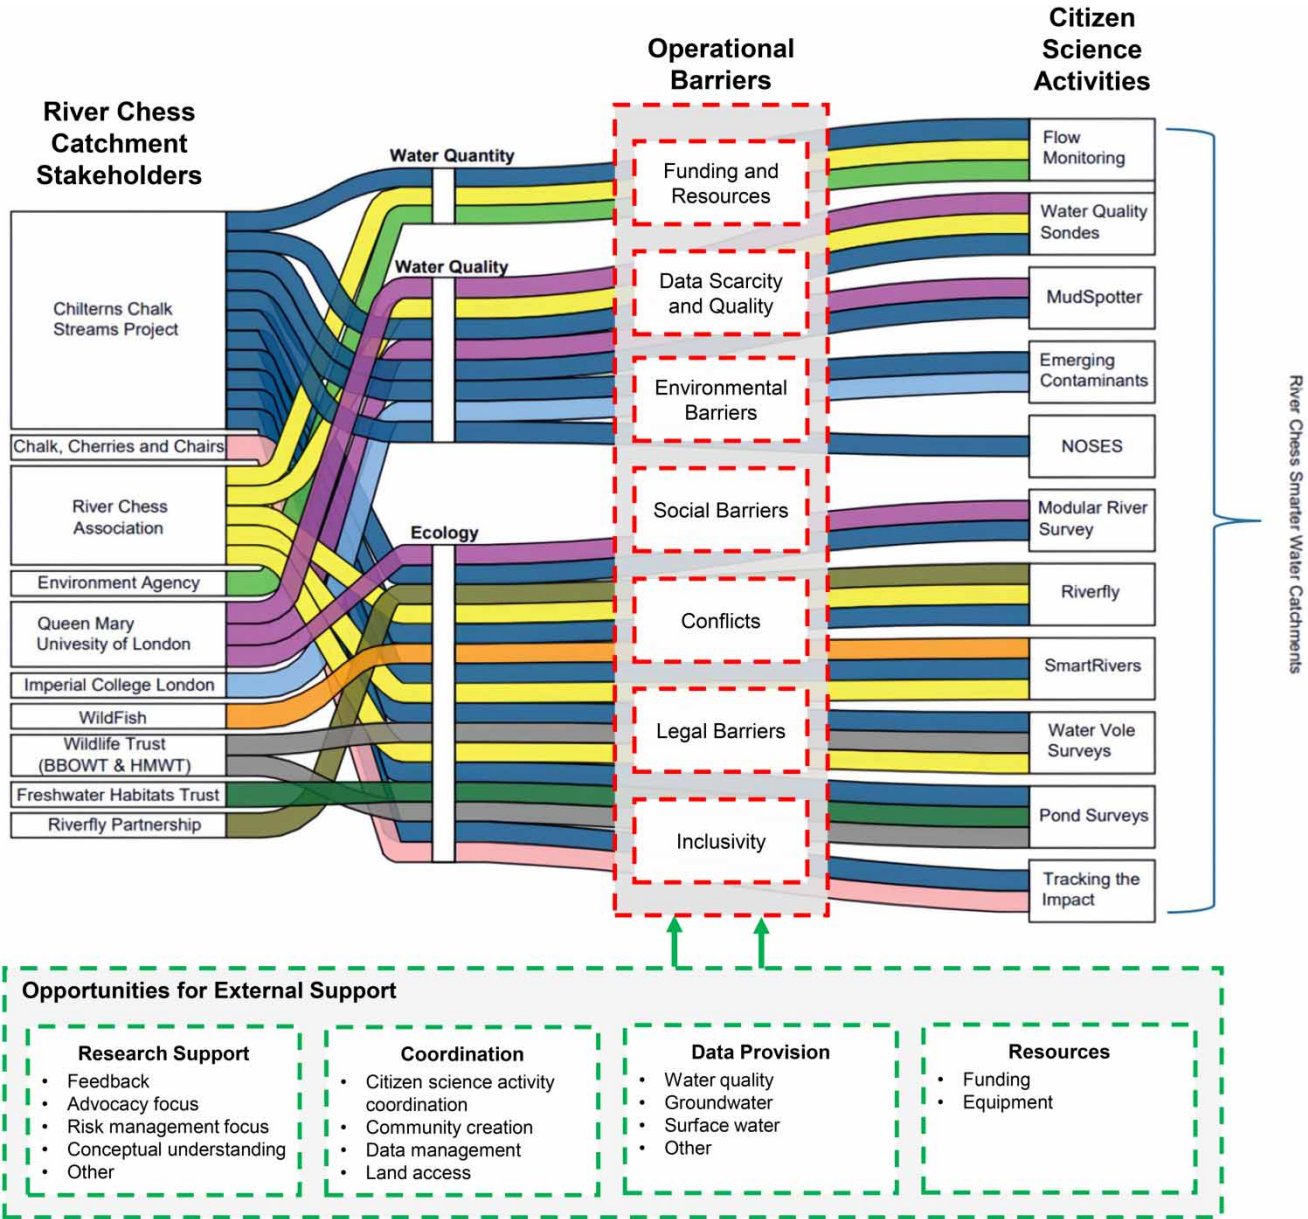 River Chess
Catchment
Stakeholders
Chilterns Chalk
Streams Project
Chalk, Cherries and Chairs
River Chess
Association
Environment Agency
Queen Mary
Univesity of London
Imperial College London
WildFish
Wildlife Trust
(BBOWT & HMWT)
Freshwater Habitats Trust
Riverfly Partnership
Water Quantity
Water Quality
Ecology
Operational
Barriers
Funding and
Resources
Data Scarcity
and Quality
Environmental
Barriers
Social Barriers
Conflicts
Legal Barriers
Inclusivity
Citizen
Science
Activities
Flow
Monitoring
Water Quality
Sondes
MudSpotter
Emerging
Contaminants
NOSES
Modular River
Survey
Riverfly
SmartRivers
Water Vole
Surveys
Pond Surveys
Tracking the
Impact
River Chess Smarter Water Catchments
Opportunities for External Support
Research Support
• Feedback
• Advocacy focus
• Risk management focus
• Conceptual understanding
• Other
Coordination
• Citizen science activity
coordination
• Community creation
• Data management
• Land access
Data Provision
• Water quality
• Groundwater
• Surface water
• Other
Resources
• Funding
• Equipment